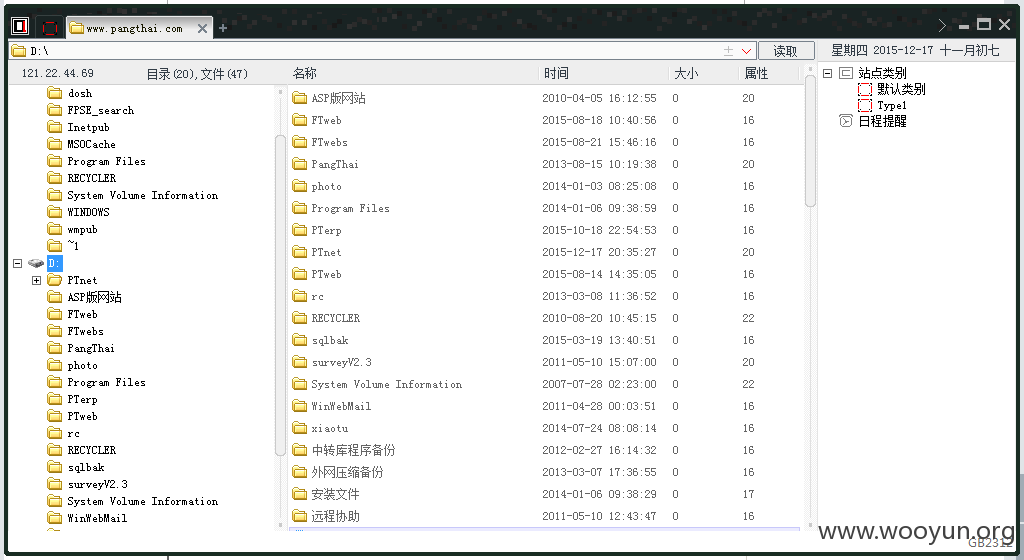 www.pangthai.com
D:\
读取
星期四 2015-12-17 十一月初七
121.22.44.69 目录(20),文件(47)
名称 时间 大小 属性
dosh
FPSE_search
Inetpub
MSOCache
Program Files
RECYCLER
System Volume Information
WINDOWS
wmpub
~1
D:
PTnet
ASP版网站
FTweb
FTwebs
PangThai
photo
Program Files
PTerp
PTweb
rc
RECYCLER
sqlbak
surveyV2.3
System Volume Information
WinWebMail
ASP版网站 2010-04-05 16:12:55 0 20
FTweb 2015-08-18 10:40:56 0 16
FTwebs 2015-08-21 15:46:16 0 16
PangThai 2013-08-15 10:19:38 0 20
photo 2014-01-03 08:25:08 0 16
Program Files 2014-01-06 09:38:59 0 16
PTerp 2015-10-18 22:54:53 0 16
PTnet 2015-12-17 20:35:27 0 20
PTweb 2015-08-14 14:35:05 0 16
rc 2013-03-08 11:36:52 0 16
RECYCLER 2010-08-20 10:45:15 0 22
sqlbak 2015-03-19 13:40:51 0 16
surveyV2.3 2011-05-10 15:07:00 0 20
System Volume Information 2007-07-28 02:23:00 0 22
WinWebMail 2011-04-28 00:03:51 0 16
xiaotu 2014-07-24 08:08:14 0 16
中转库程序备份 2012-02-27 16:14:32 0 16
外网压缩备份 2013-03-07 17:36:55 0 16
安装文件 2014-01-06 09:38:29 0 17
远程协助 2011-05-10 12:43:47 0 16
站点类别
默认类别
Type1
日程提醒
www.wooyun.org
GB2312